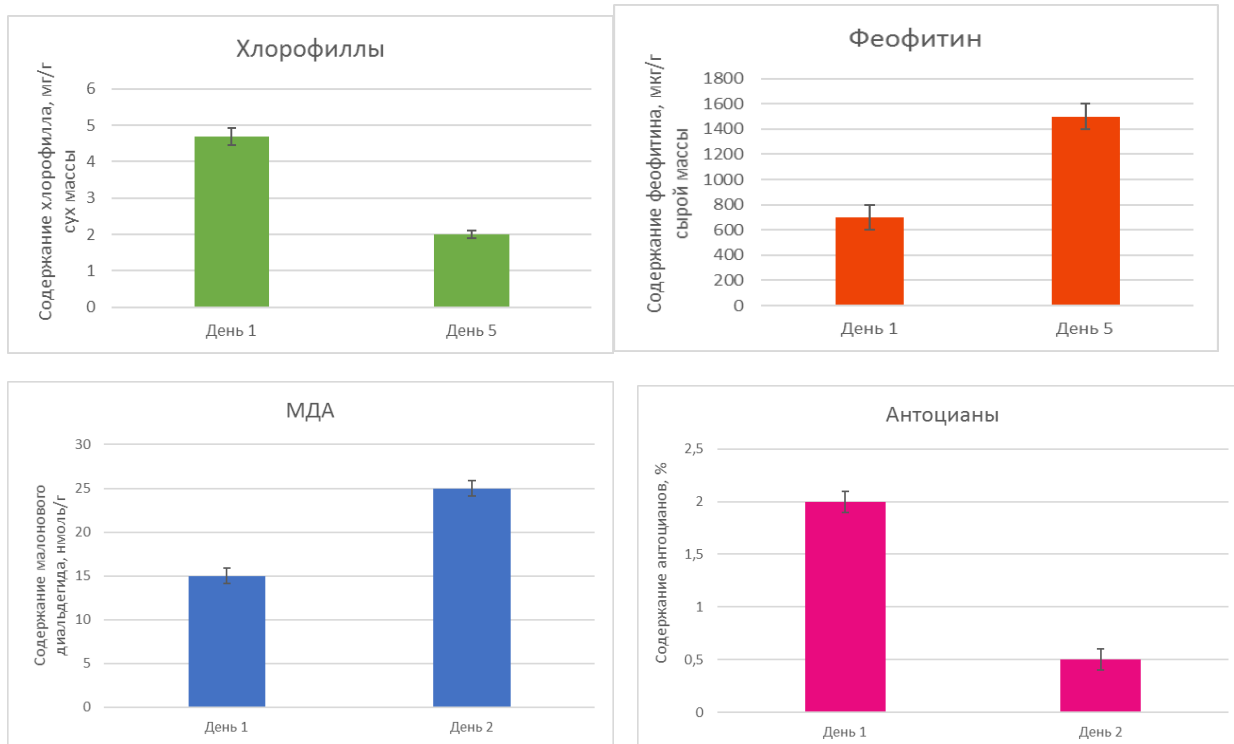 Хлорофиллы
Содержание хлорофилла, мг/г
сух массы
6
5
4
3
2
1
0
День 1
День 5
Феофитин
Содержание феофитина, мкг/г
сырой массы
1800
1600
1400
1200
1000
800
600
400
200
0
День 1
День 5
МДА
Содержание малонового
диальдегида, нмоль/г
30
25
20
15
10
5
0
День 1
День 2
Антоцианы
Содержание антоцианов, %
2,5
2
1,5
1
0,5
0
День 1
День 2